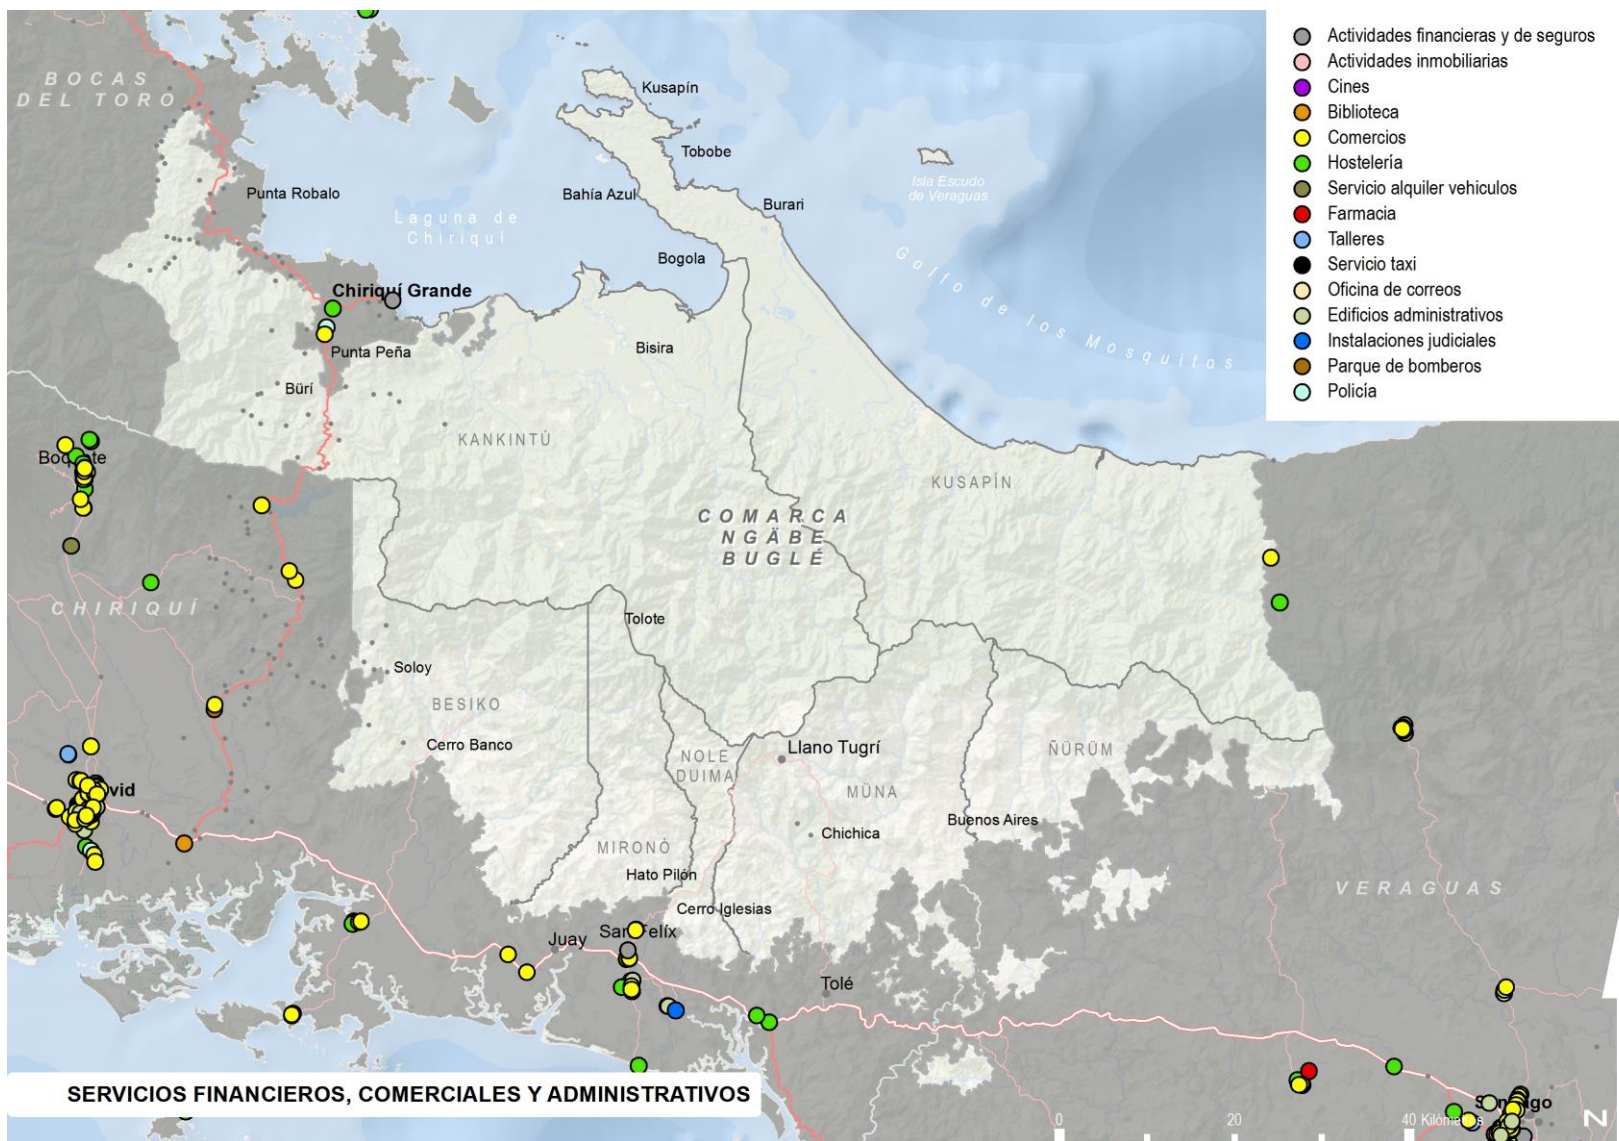 Actividades financieras y de seguros
Actividades inmobiliarias
Cines
Biblioteca
Comercios
Hostelería
Servicio alquiler vehiculos
Farmacia
Talleres
Servicio taxi
Oficina de correos
Edificios administrativos
Instalaciones judiciales
Parque de bomberos
Policía
BOCAS
DEL TORO
Kusapín
Tobobe
Punta Robalo
Bahía Azul
Burari
Isla Escudo
de Veraguas
Laguna de
Chiriquí
Bogola
Golfo de los Mosquitos
Chiriquí Grande
Punta Peña
Bisira
Bürí
KANKINTÚ
KUSAPÍN
COMARCA
NGÄBE
BUGLÉ
CHIRIQUÍ
Tolote
Soloy
BESIKO
Cerro Banco
NOLE
DUIMA
Llano Tugrí
ÑÜRÜM
MÜNA
Chichica
Buenos Aires
MIRONÓ
Hato Pilón
Cerro Iglesias
VERAGUAS
Juay
Tolé
SERVICIOS FINANCIEROS, COMERCIALES Y ADMINISTRATIVOS
0 20 40 Kilómetros
N